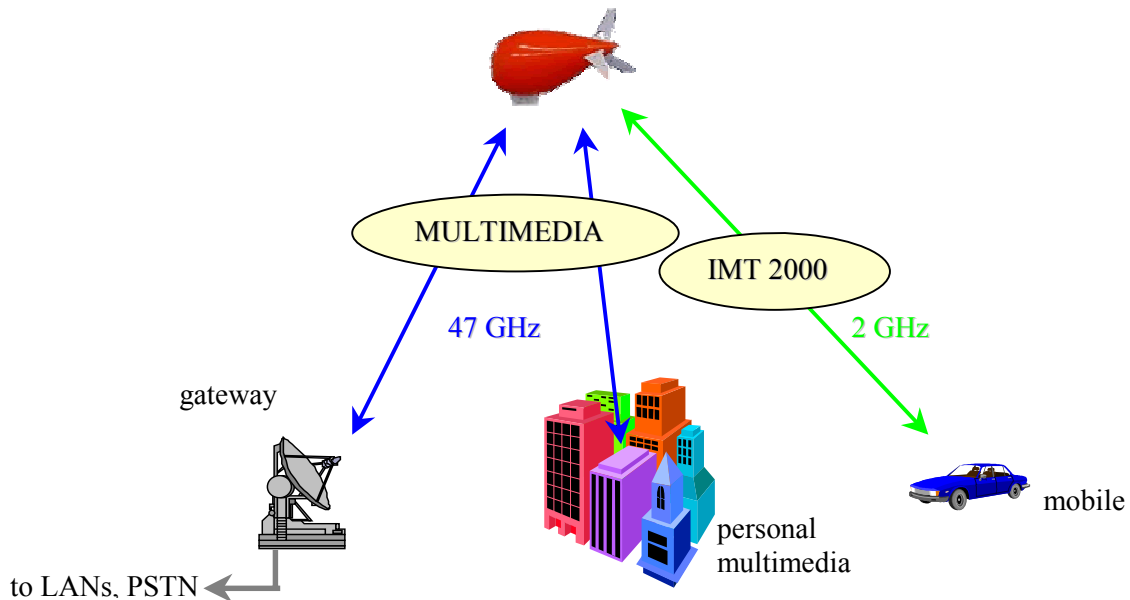 MULTIMEDIA
IMT 2000
47 GHz
2 GHz
gateway
mobile
personal
multimedia
to LANs, PSTN